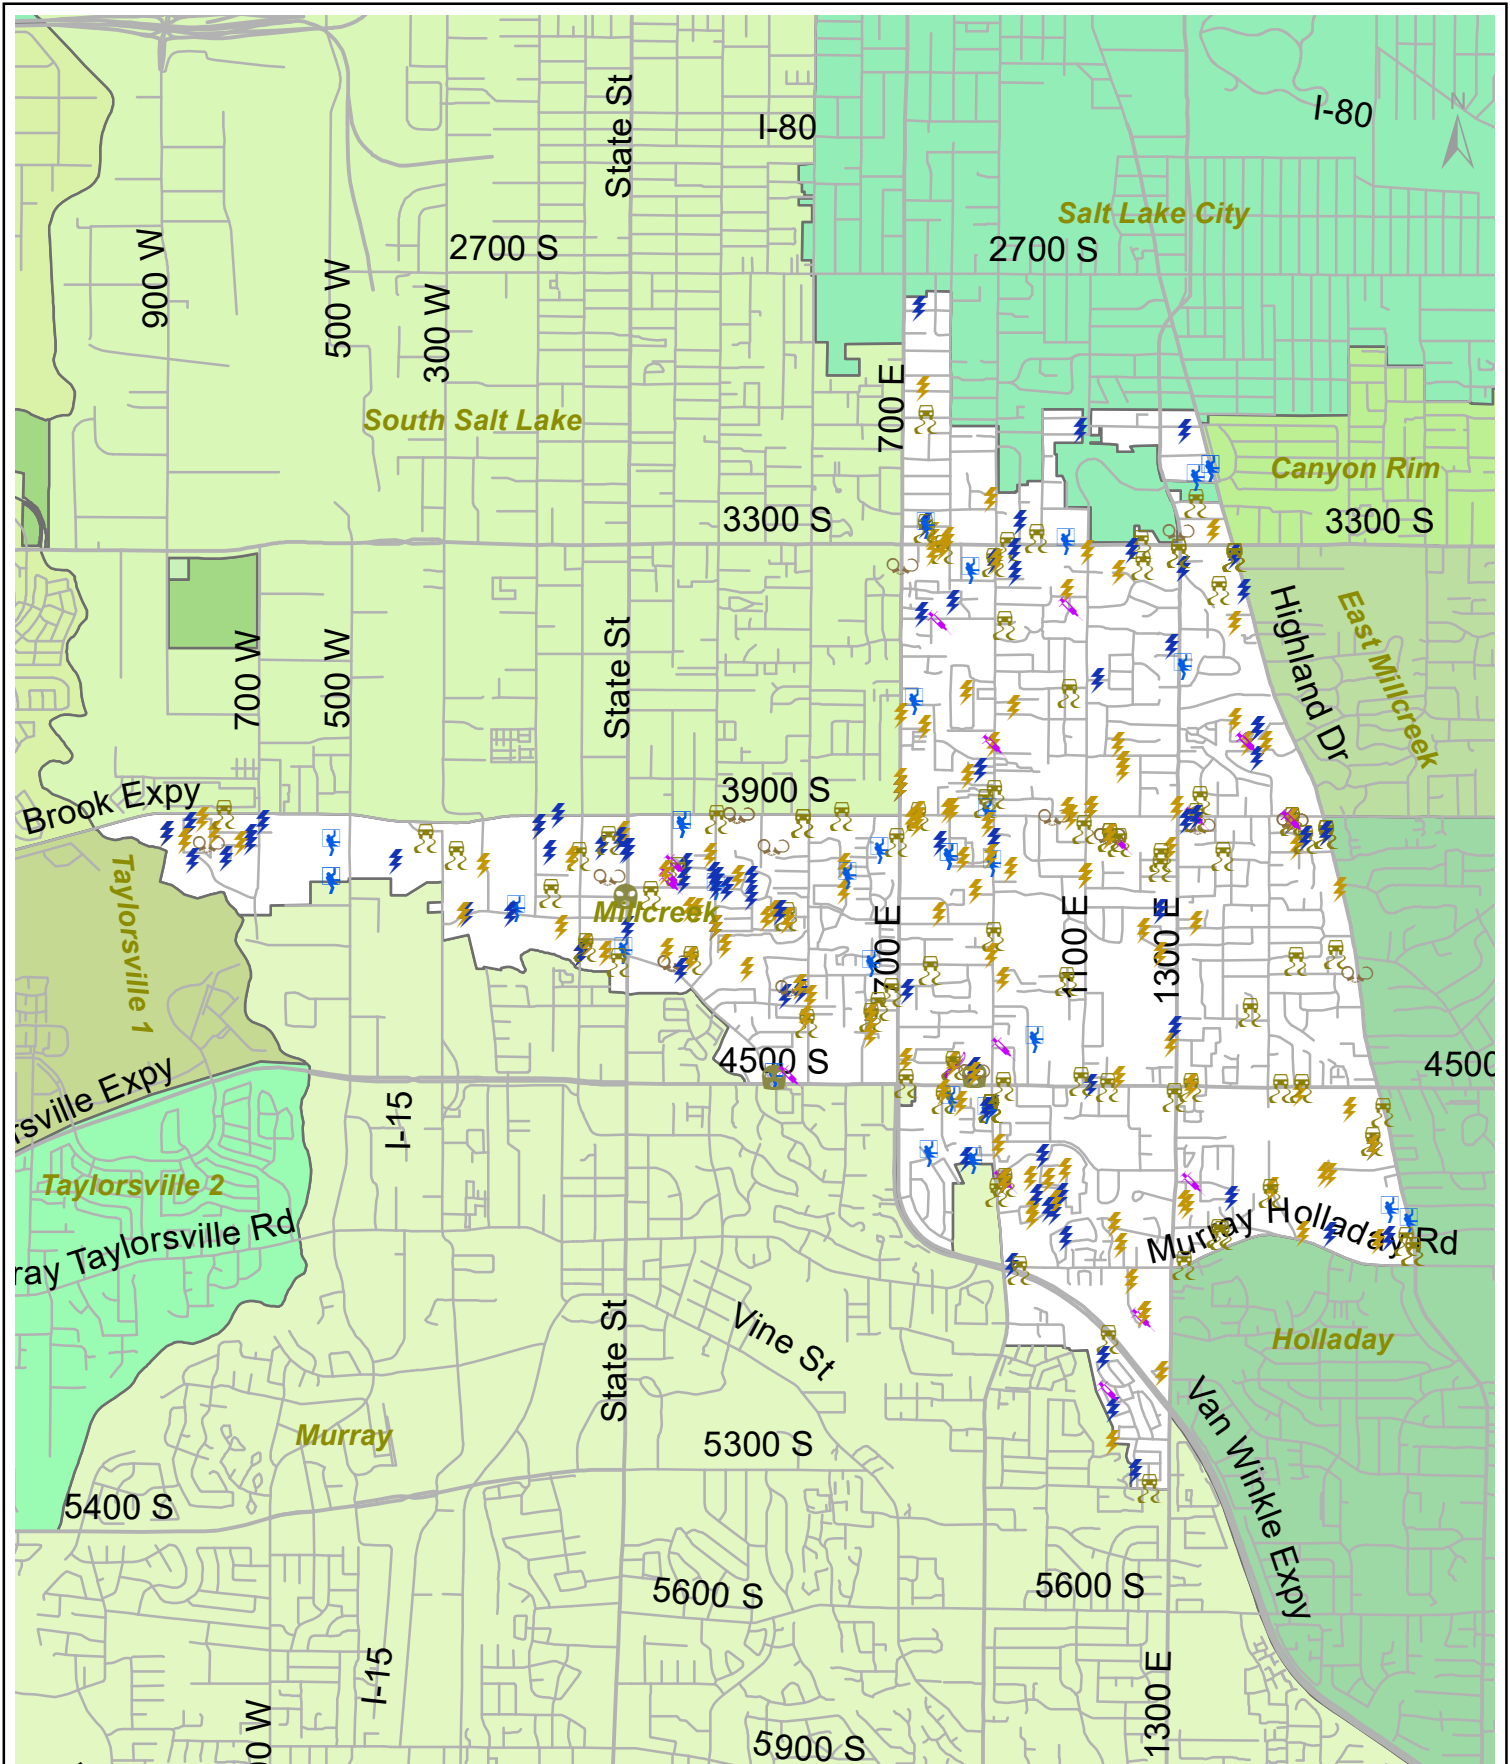 State St
I-80
I-80
N
Salt Lake City
2700 S
2700 S
900 W
500 W
300 W
700 E
South Salt Lake
Canyon Rim
3300 S
3300 S
Highland Dr
East Millcreek
700 W
500 W
State St
3900 S
Brook Expy
Taylorsville 1
Millcreek
700 E
1100 E
1300 E
4500 S
4500
rsville Expy
I-15
Taylorsville 2
ray Taylorsville Rd
Murray Holladay Rd
Holladay
State St
Vine St
Van Winkle Expy
Murray
5300 S
5400 S
5600 S
5600 S
I-15
00 W
1300 E
5900 S